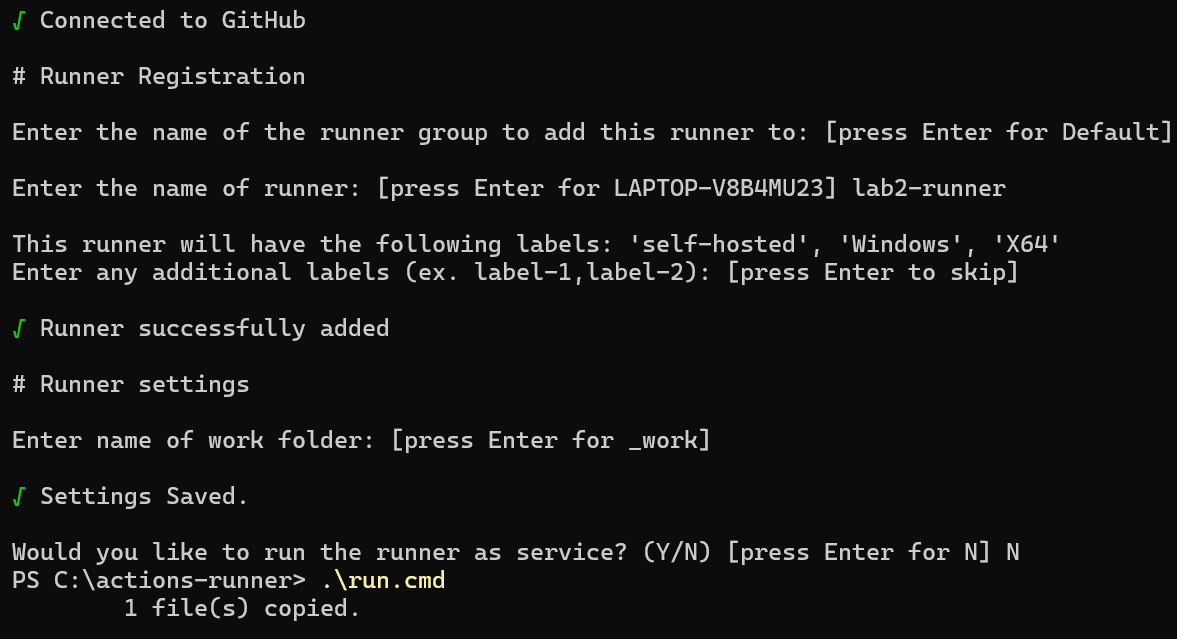 √ Connected to GitHub
# Runner Registration
Enter the name of the runner group to add this runner to: [press Enter for Default]
Enter the name of runner: [press Enter for LAPTOP-V8B4MU23] lab2-runner
This runner will have the following labels: 'self-hosted', 'Windows', 'X64'
Enter any additional labels (ex. label-1,label-2): [press Enter to skip]
√ Runner successfully added
# Runner settings
Enter name of work folder: [press Enter for _work]
√ Settings Saved.
Would you like to run the runner as service? (Y/N) [press Enter for N] N
PS C:\actions-runner> .\run.cmd
        1 file(s) copied.